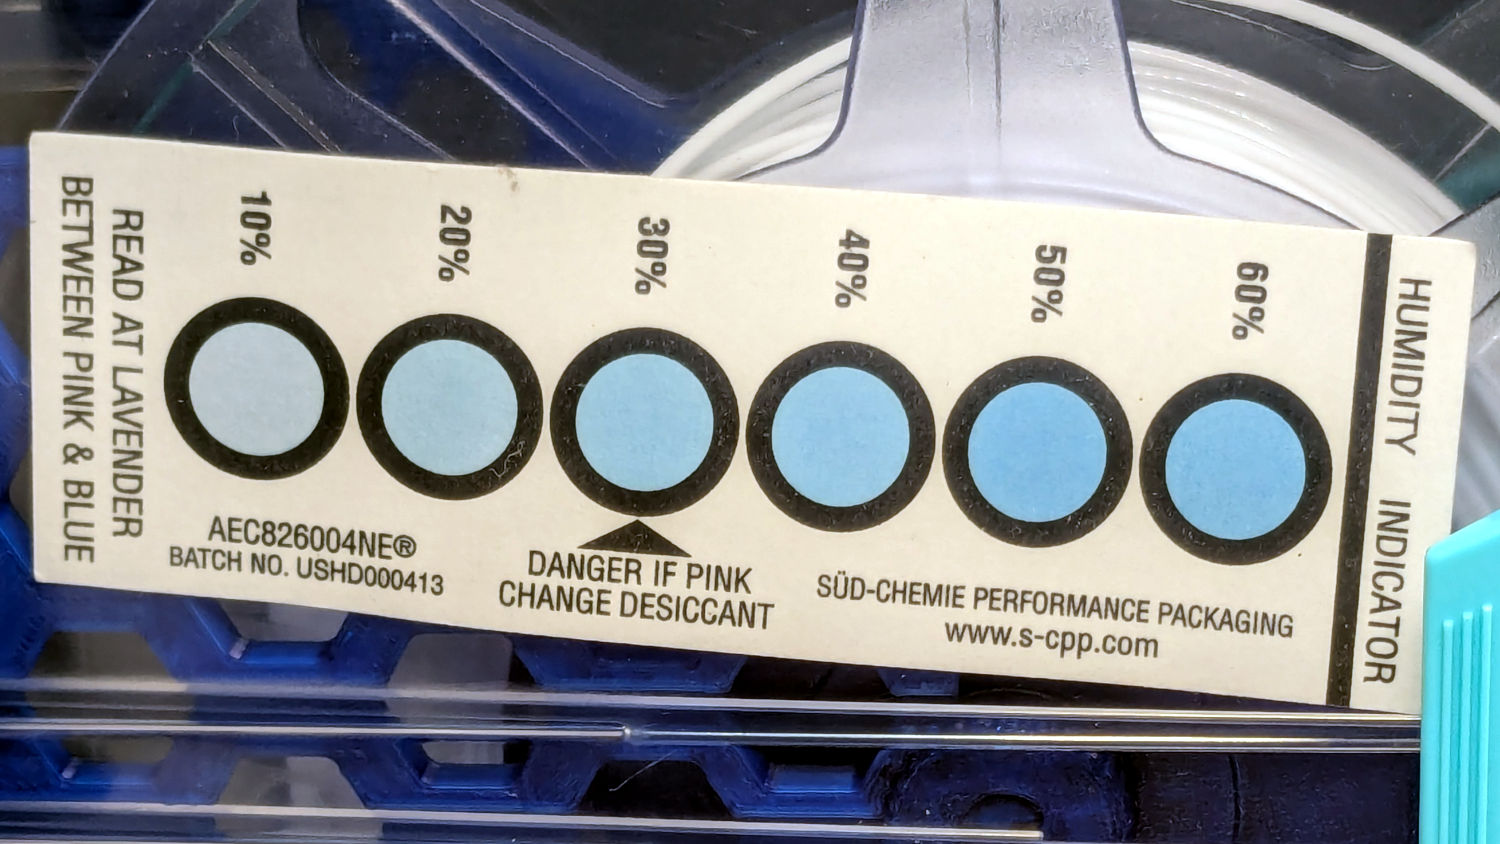 READ AT LAVENDER
BETWEEN PINK & BLUE
10%
20%
30%
40%
50%
60%
AEC826004NE®
BATCH NO. USHD000413
DANGER IF PINK
CHANGE DESICCANT
SÜD-CHEMIE PERFORMANCE PACKAGING
www.s-cpp.com
HUMIDITY INDICATOR